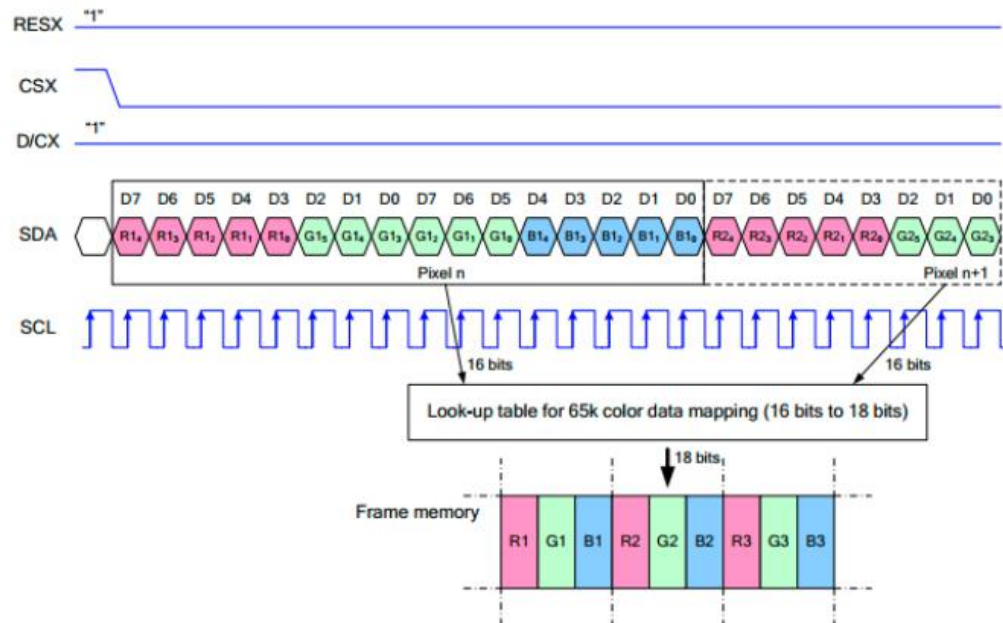 RESX "1"
CSX
D/CX "1"
D7 D6 D5 D4 D3 D2 D1 D0 D7 D6 D5 D4 D3 D2 D1 D0 D7 D6 D5 D4 D3 D2 D1 D0
SDA R1₄ R1₃ R1₂ R1₁ R1₀ G1₅ G1₄ G1₃ G1₂ G1₁ G1₀ B1₄ B1₃ B1₂ B1₁ B1₀ R2₄ R2₃ R2₂ R2₁ R2₀ G2₅ G2₄ G2₃
Pixel n Pixel n+1
SCL
16 bits 16 bits
Look-up table for 65k color data mapping (16 bits to 18 bits)
18 bits
Frame memory
R1 G1 B1 R2 G2 B2 R3 G3 B3